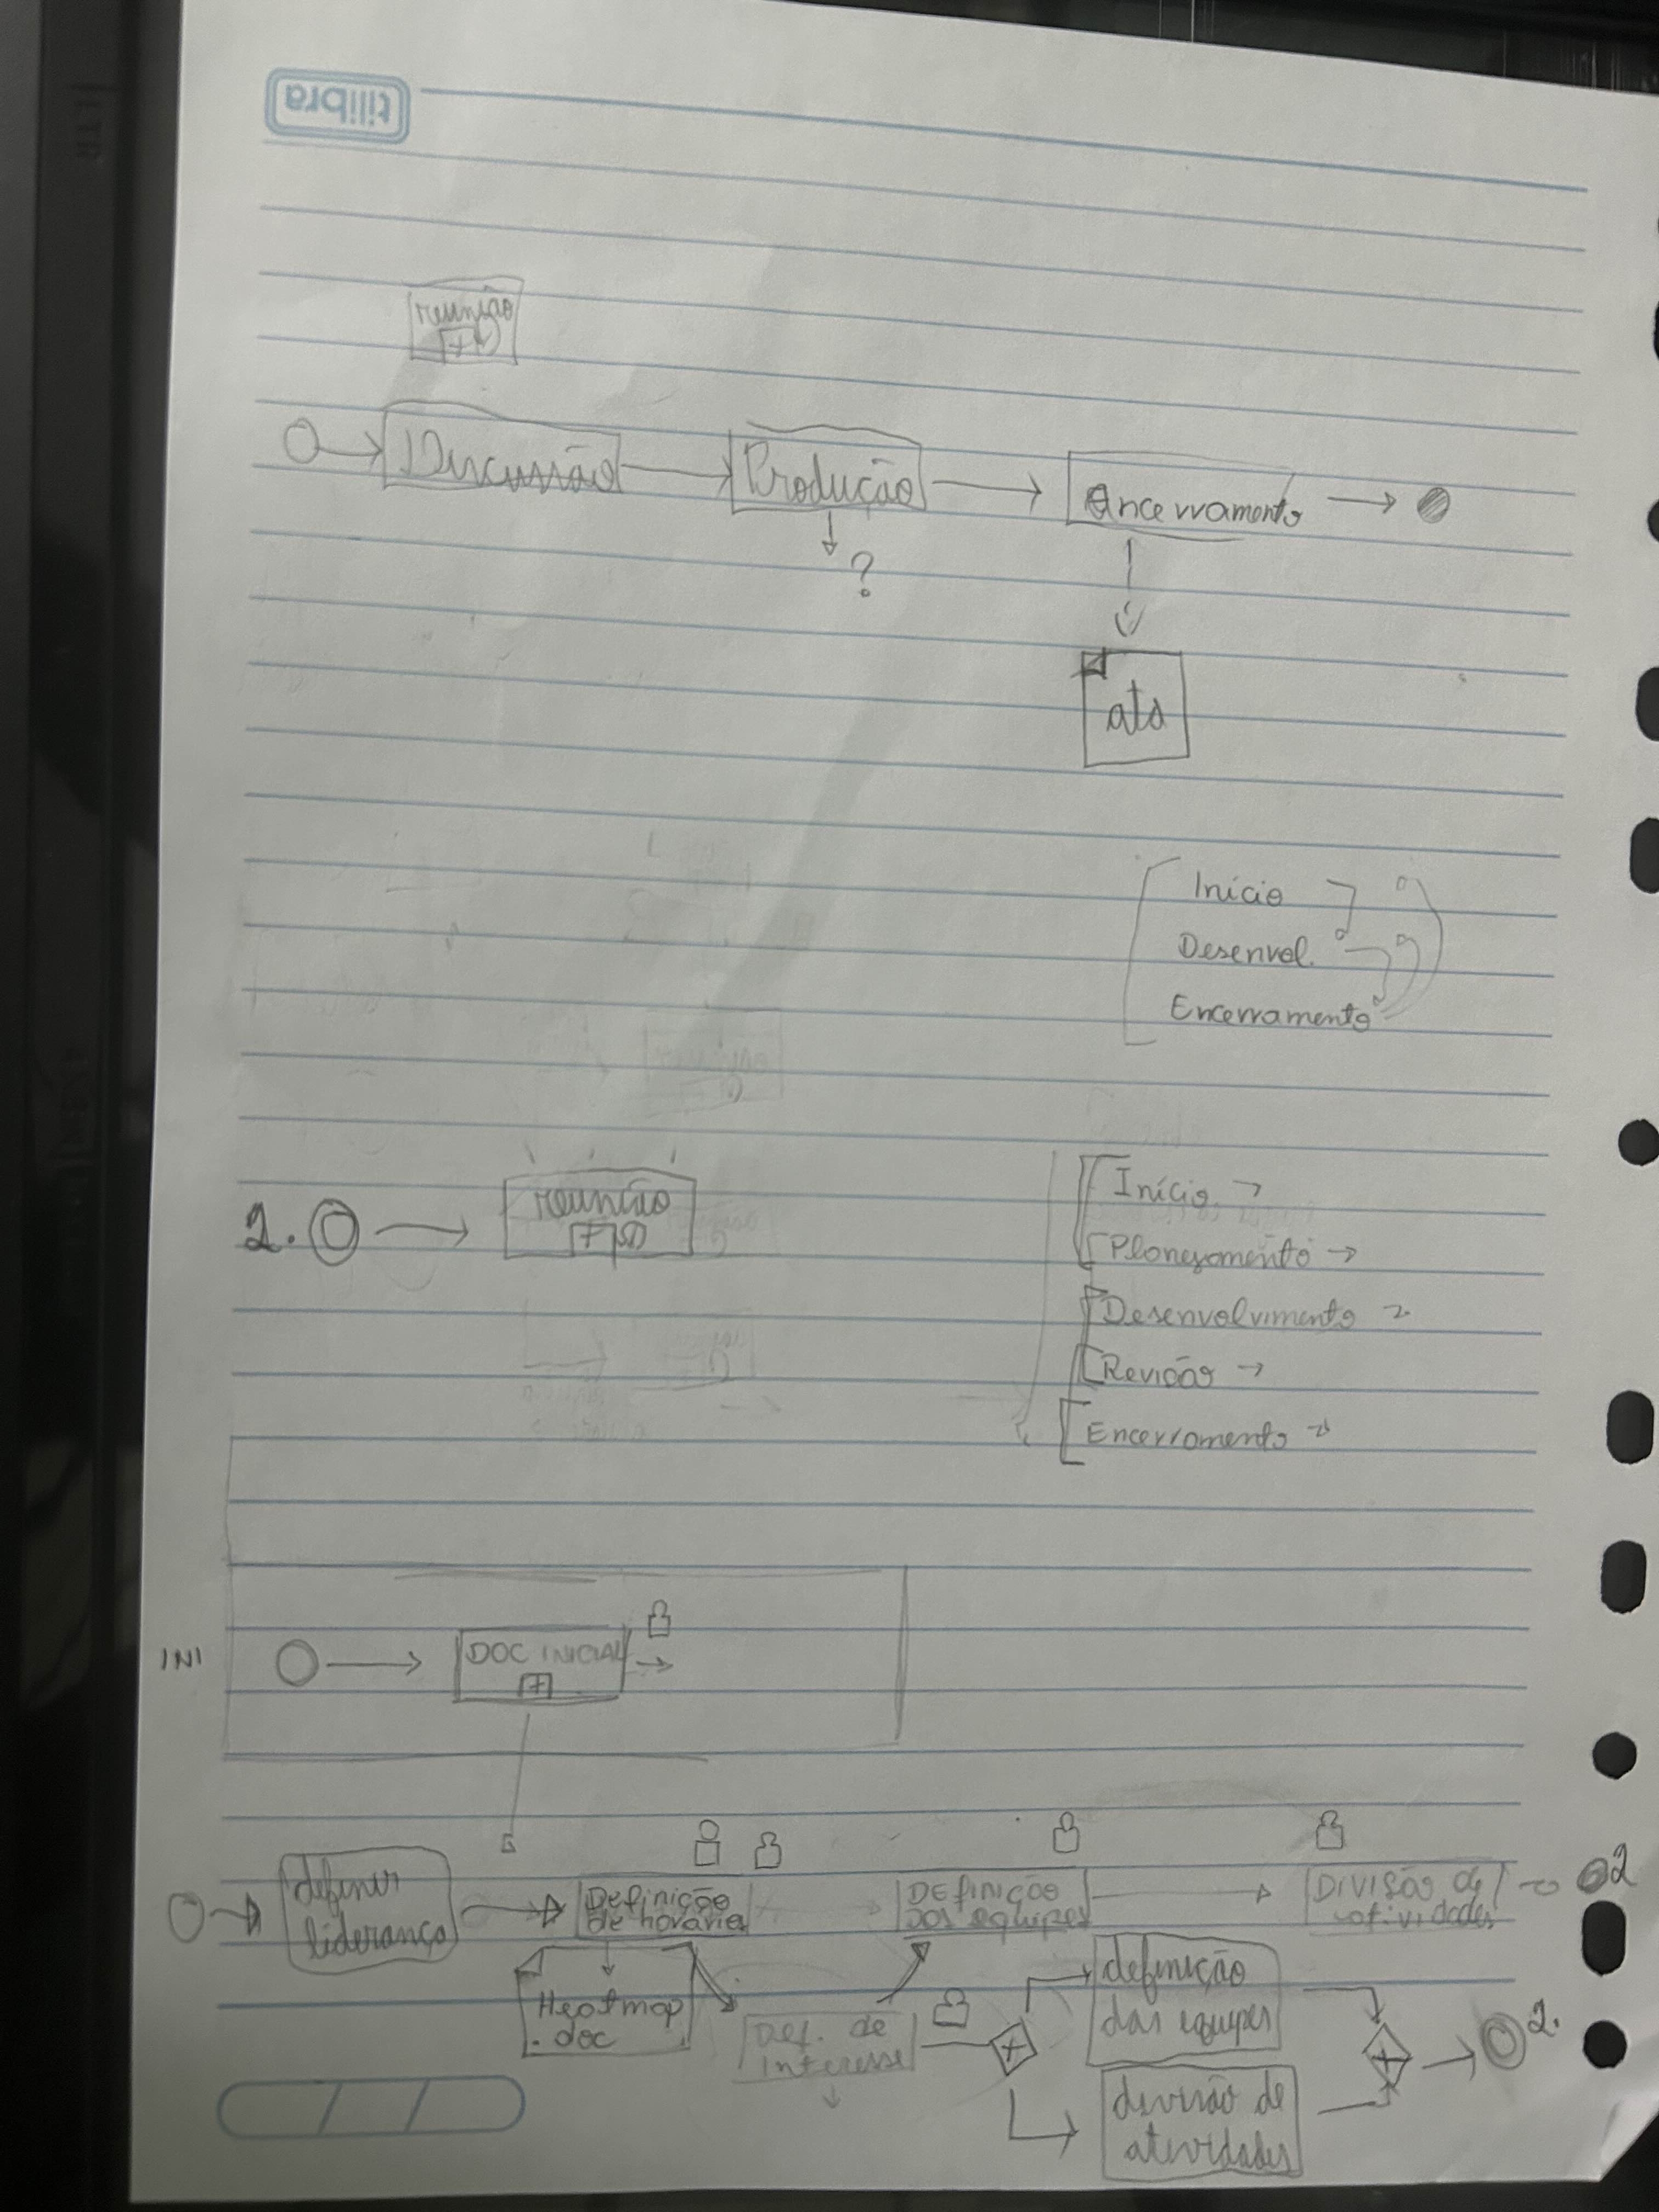 tilibra
reunião
+
Discussão
Produção
Encerramento
?
ata
Início
Desenvol.
Encerramento
2.
reunião
+
Início
Planejamento
Desenvolvimento
Revisão
Encerramento
INI
DOC INICIAL
+
definir
liderança
Definição
de horário
DEFINIÇÃO
DAS equipes
DIVISÃO de
atividades
2
Heatmap
.doc
Def. de
interesse
+
definição
das equipes
+
2.
divisão de
atividades